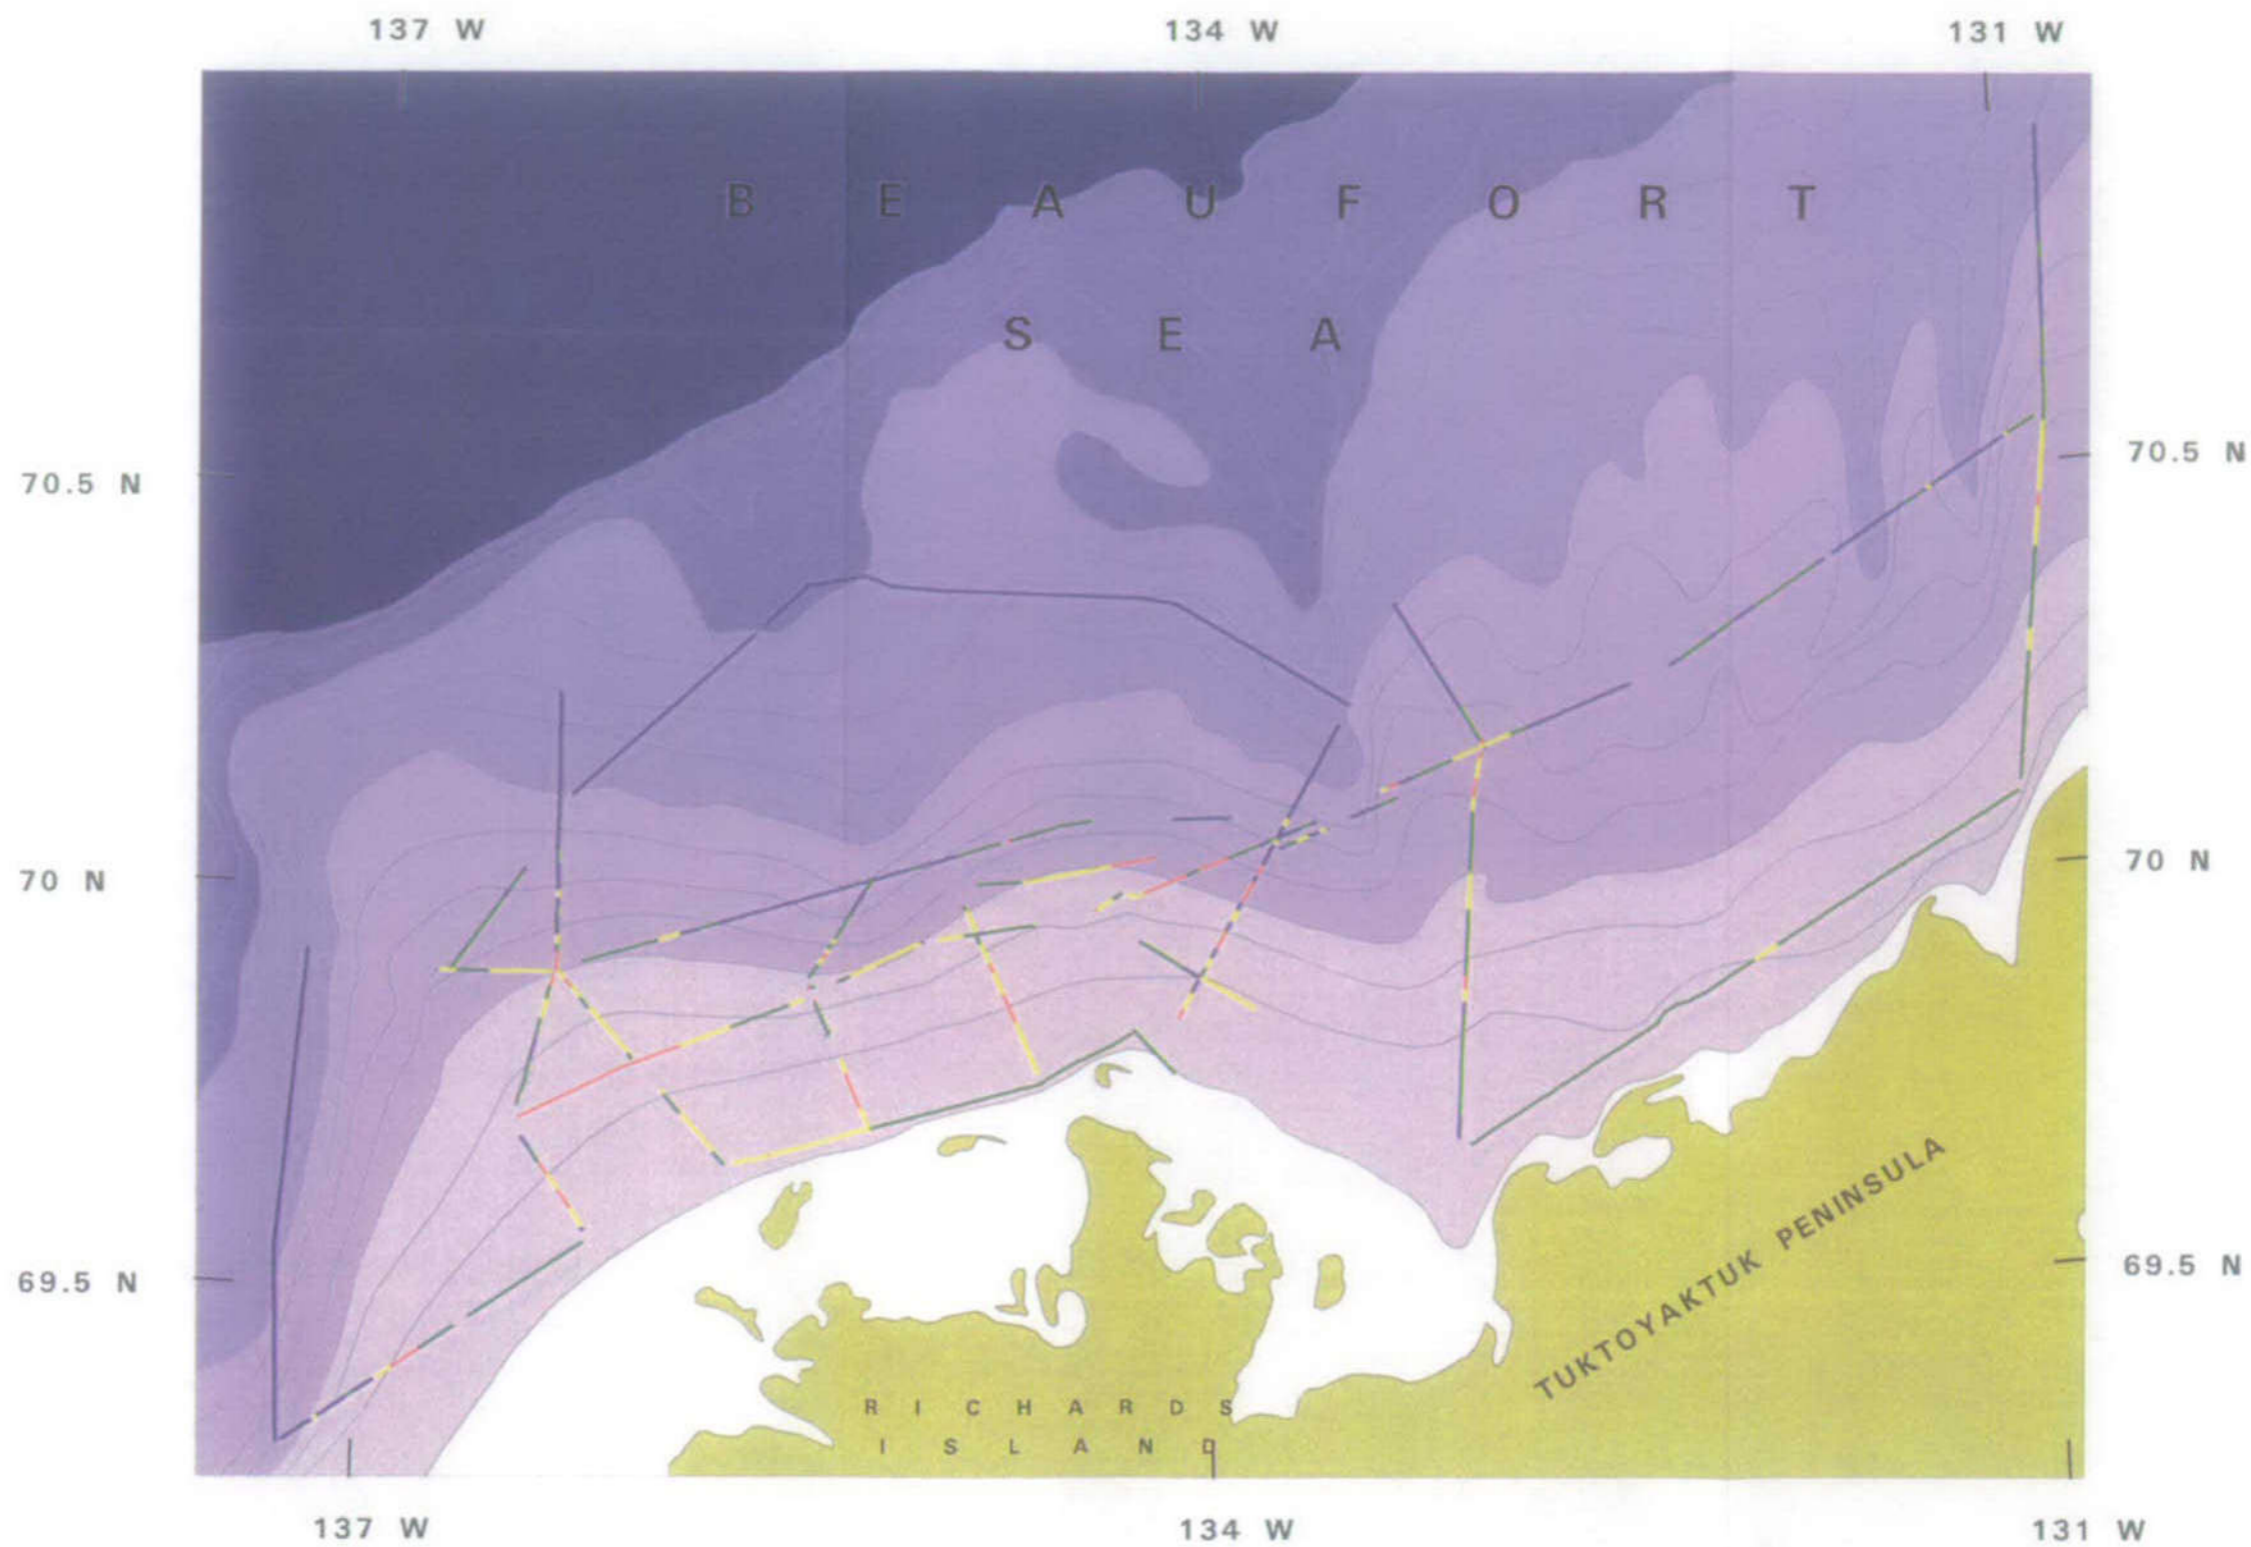 137 W 134 W 131 W
B E A U F O R T
S E A
70.5 N 70.5 N
70 N 70 N
69.5 N 69.5 N
TUKTOYAKTUK PENINSULA
R I C H A R D S
I S L A N D
137 W 134 W 131 W